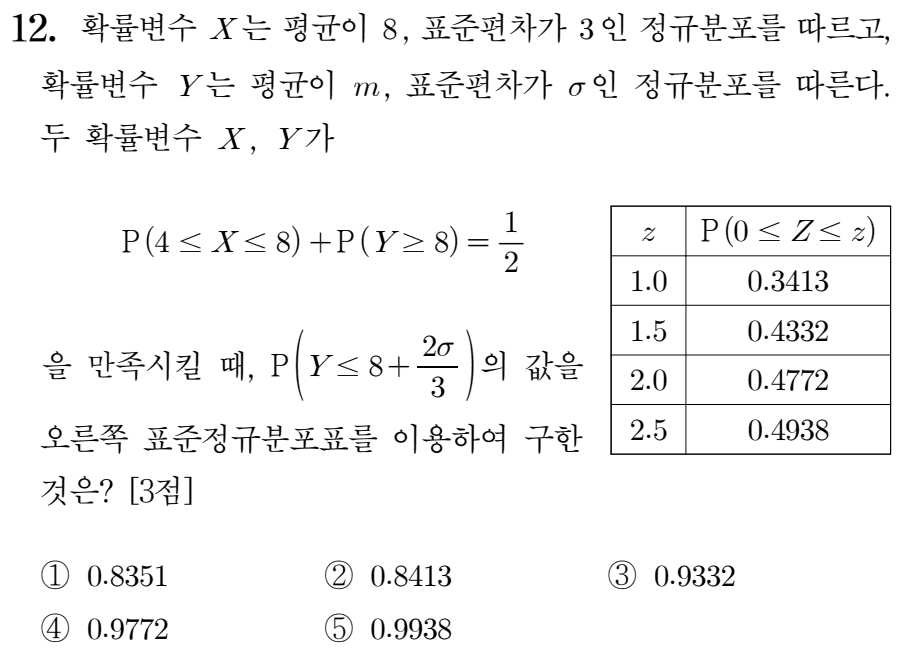 12. 확률변수 X는 평균이 8, 표준편차가 3인 정규분포를 따르고,
확률변수 Y는 평균이 m, 표준편차가 σ인 정규분포를 따른다.
두 확률변수 X, Y가
P(4 ≤ X ≤ 8) + P(Y ≥ 8) = 1/2
을 만족시킬 때, P(Y ≤ 8 + 2σ/3)의 값을
오른쪽 표준정규분포표를 이용하여 구한
것은? [3점]
z P(0 ≤ Z ≤ z)
1.0 0.3413
1.5 0.4332
2.0 0.4772
2.5 0.4938
① 0.8351 ② 0.8413 ③ 0.9332
④ 0.9772 ⑤ 0.9938